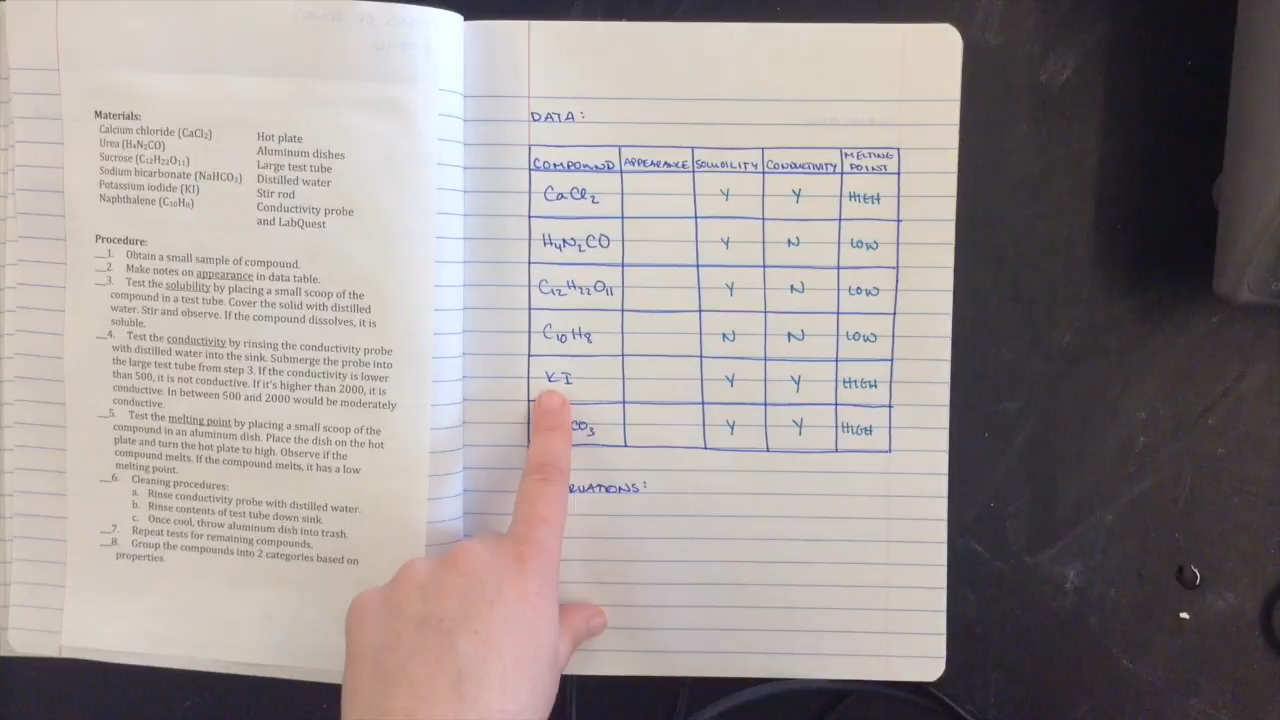 Materials:
Calcium chloride (CaCl₂)
Urea (H₄N₂CO)
Sucrose (C₁₂H₂₂O₁₁)
Sodium bicarbonate (NaHCO₃)
Potassium iodide (KI)
Naphthalene (C₁₀H₈)
Hot plate
Aluminum dishes
Large test tube
Distilled water
Stir rod
Conductivity probe
and LabQuest
Procedure:
__1. Obtain a small sample of compound.
__2. Make notes on appearance in data table.
__3. Test the solubility by placing a small scoop of the
compound in a test tube. Cover the solid with distilled
water. Stir and observe. If the compound dissolves, it is
soluble.
__4. Test the conductivity by rinsing the conductivity probe
with distilled water into the sink. Submerge the probe into
the large test tube from step 3. If the conductivity is lower
than 500, it is not conductive. If it's higher than 2000, it is
conductive. In between 500 and 2000 would be moderately
conductive.
__5. Test the melting point by placing a small scoop of the
compound in an aluminum dish. Place the dish on the hot
plate and turn the hot plate to high. Observe if the
compound melts. If the compound melts, it has a low
melting point.
__6. Cleaning procedures:
a. Rinse conductivity probe with distilled water.
b. Rinse contents of test tube down sink.
c. Once cool, throw aluminum dish into trash.
__7. Repeat tests for remaining compounds.
__8. Group the compounds into 2 categories based on
properties.
DATA:
COMPOUND APPEARANCE SOLUBILITY CONDUCTIVITY MELTING POINT
CaCl₂ Y Y HIGH
H₄N₂CO Y N LOW
C₁₂H₂₂O₁₁ Y N LOW
C₁₀H₈ N N LOW
KI Y Y HIGH
CO₃ Y Y HIGH
RVATIONS: